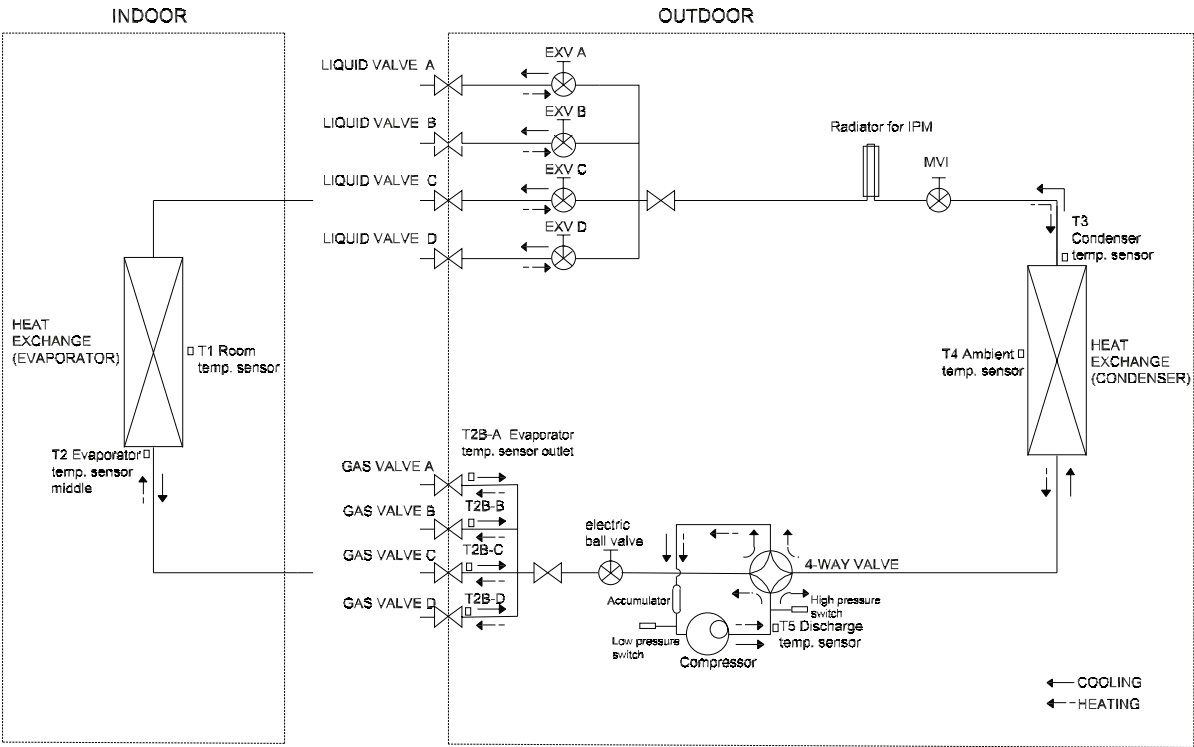 INDOOR
OUTDOOR
LIQUID VALVE A
EXV A
LIQUID VALVE B
EXV B
LIQUID VALVE C
EXV C
LIQUID VALVE D
EXV D
Radiator for IPM
MVI
T3
Condenser
temp. sensor
HEAT
EXCHANGE
(EVAPORATOR)
T1 Room
temp. sensor
T4 Ambient
temp. sensor
HEAT
EXCHANGE
(CONDENSER)
T2 Evaporator
temp. sensor
middle
T2B-A Evaporator
temp. sensor outlet
GAS VALVE A
T2B-B
GAS VALVE B
T2B-C
GAS VALVE C
T2B-D
GAS VALVE D
electric
ball valve
4-WAY VALVE
Accumulator
High pressure
switch
Low pressure
switch
T5 Discharge
temp. sensor
Compressor
COOLING
HEATING